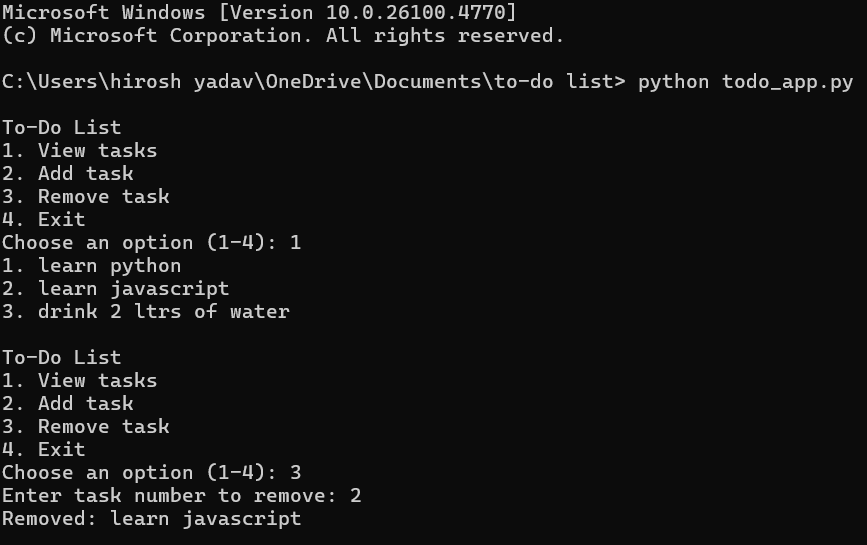 Microsoft Windows [Version 10.0.26100.4770]
(c) Microsoft Corporation. All rights reserved.
C:\Users\hirosh yadav\OneDrive\Documents\to-do list> python todo_app.py
To-Do List
1. View tasks
2. Add task
3. Remove task
4. Exit
Choose an option (1-4): 1
1. learn python
2. learn javascript
3. drink 2 ltrs of water
To-Do List
1. View tasks
2. Add task
3. Remove task
4. Exit
Choose an option (1-4): 3
Enter task number to remove: 2
Removed: learn javascript